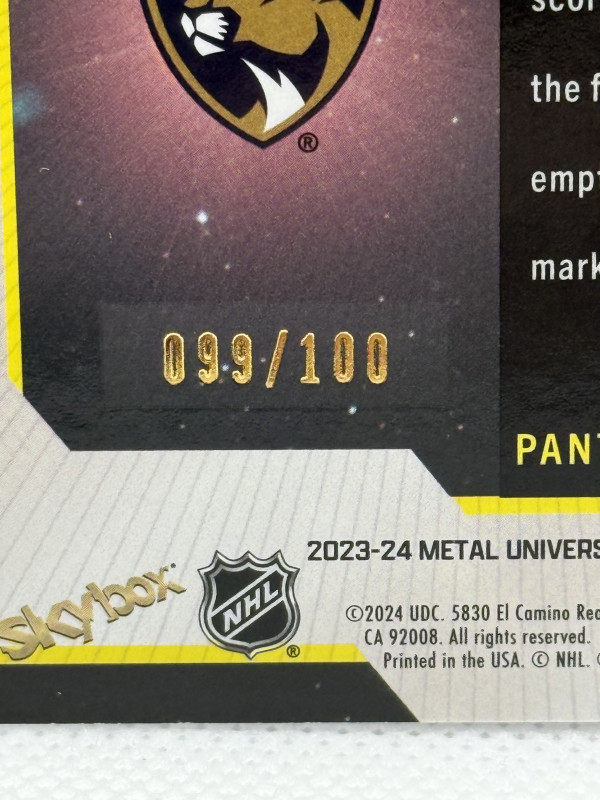 the f
empt
mark
®
099/100
PANT
2023-24 METAL UNIVERS
skybox
NHL
®
©2024 UDC. 5830 El Camino Rea
CA 92008. All rights reserved.
Printed in the USA. © NHL. ©